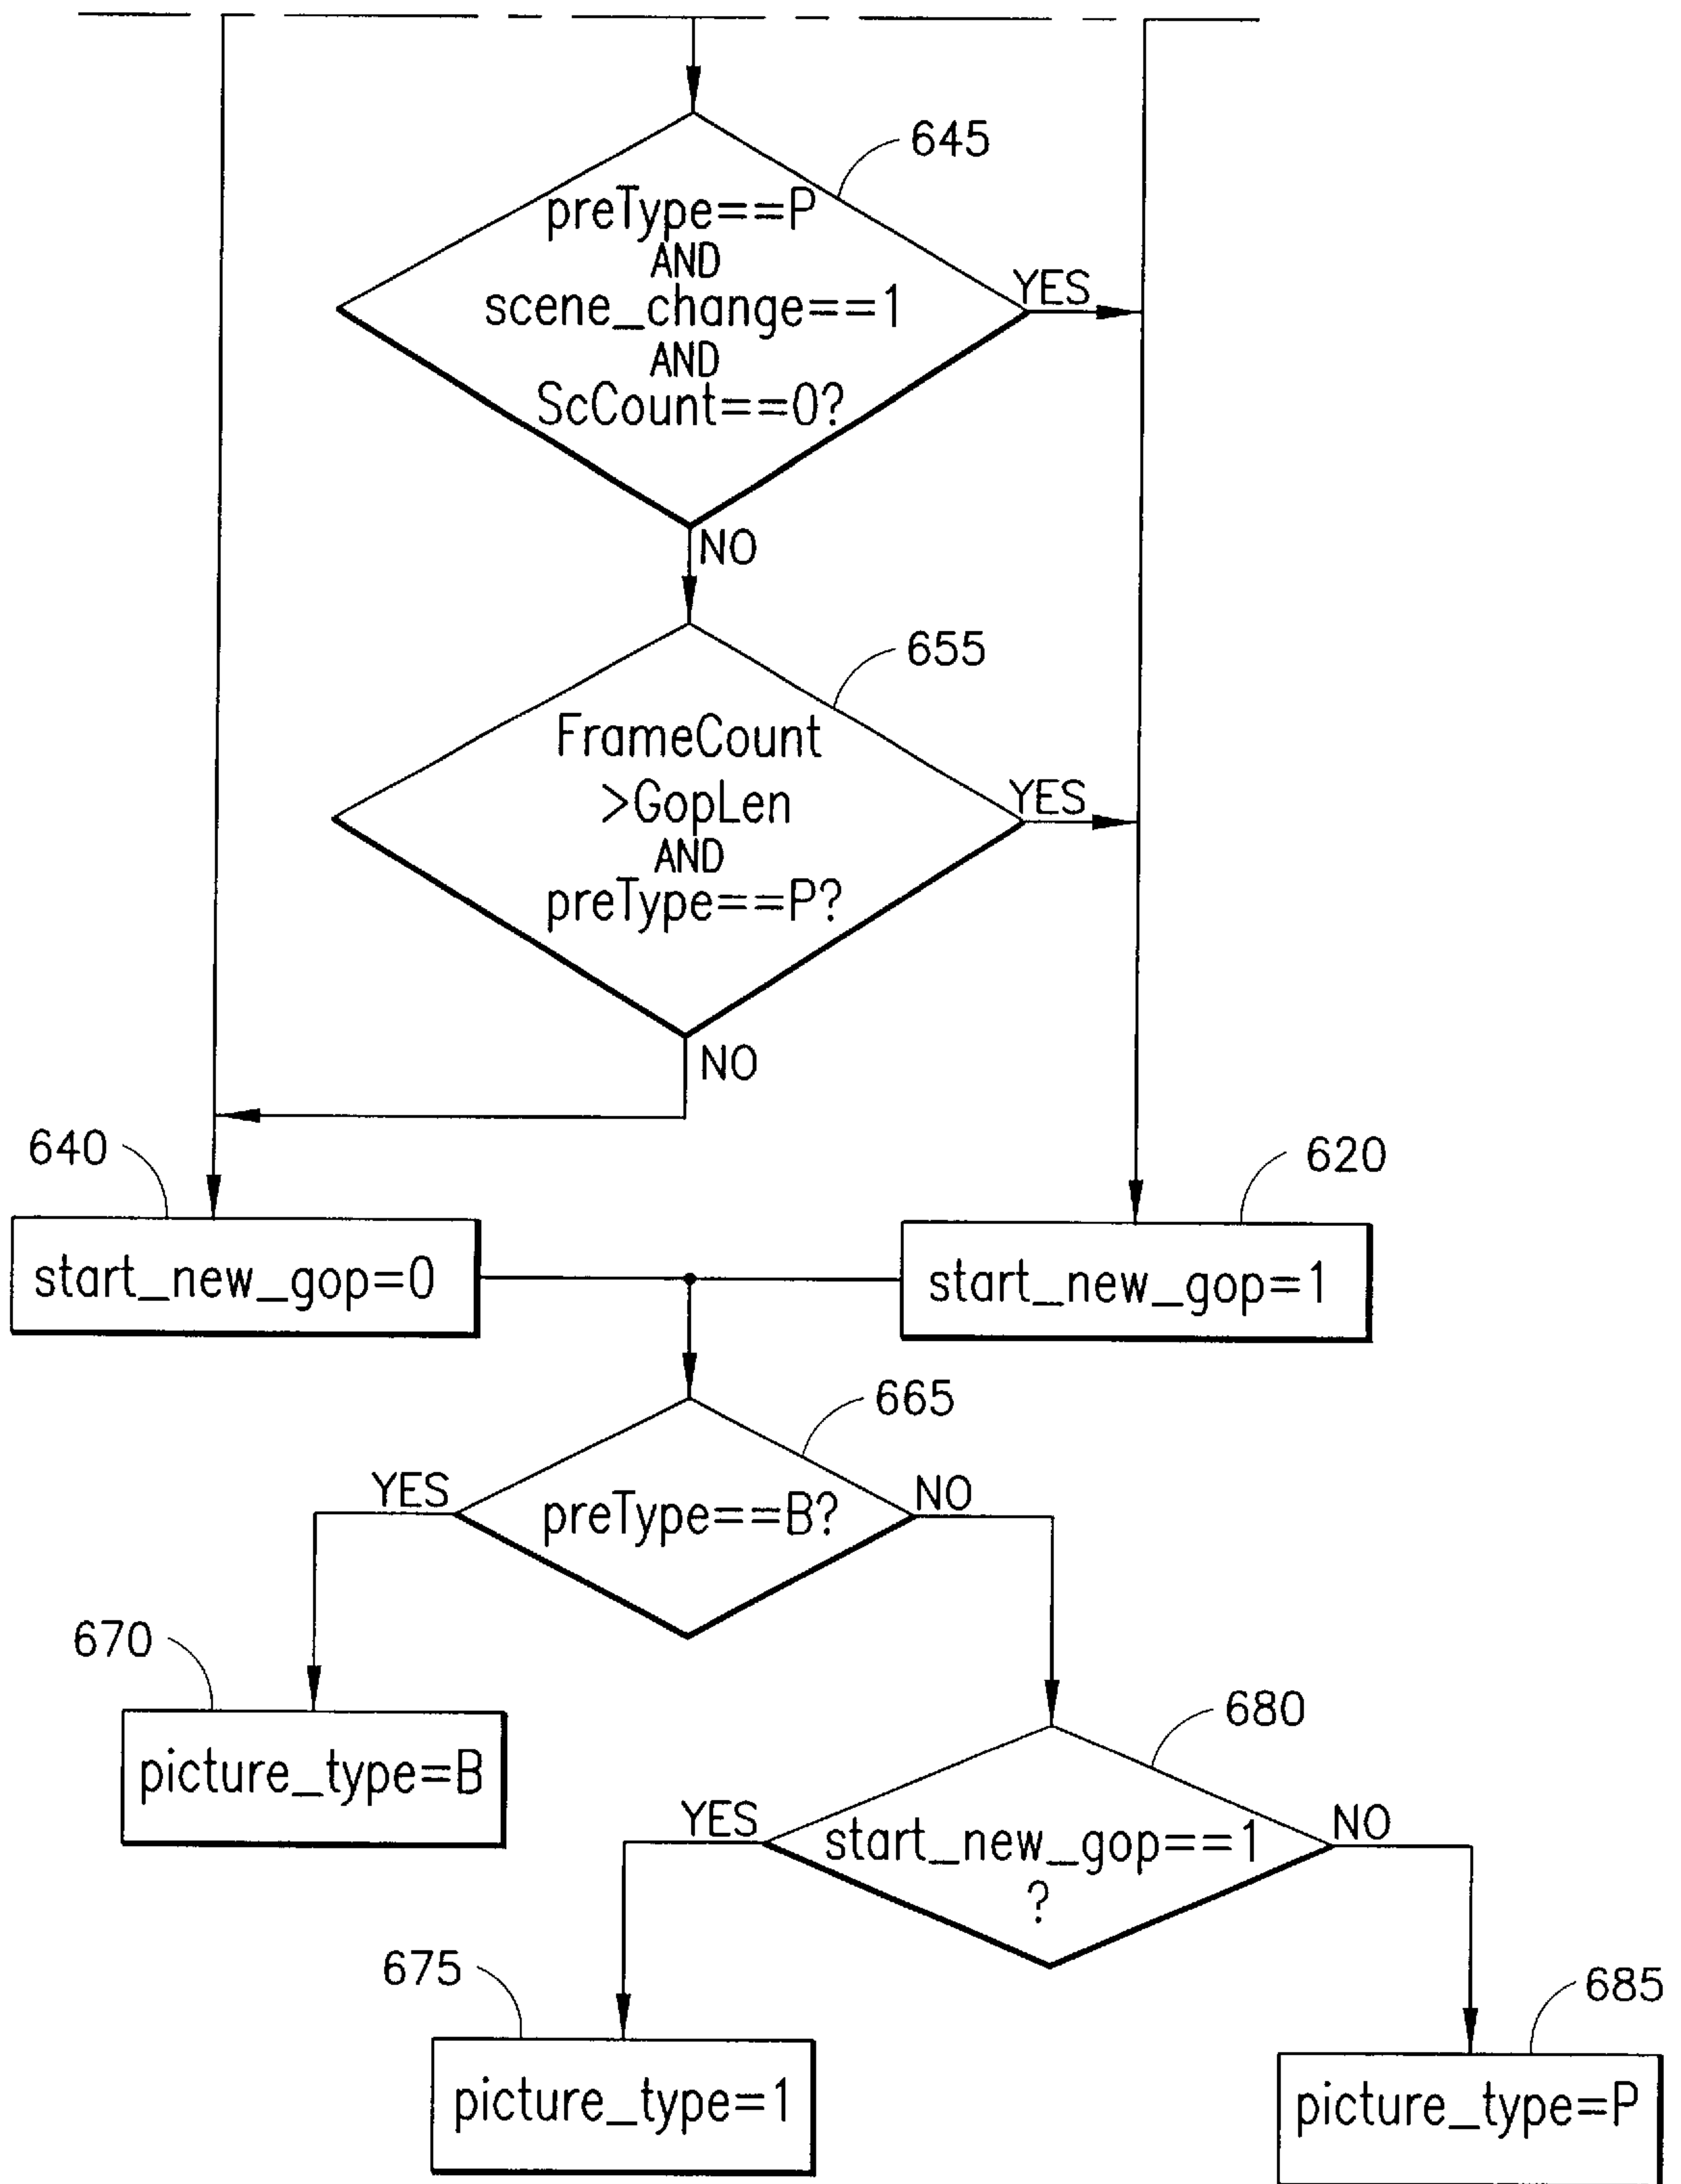 645
preType==P
AND
scene_change==1
AND
ScCount==0?
YES
NO
655
FrameCount
>GopLen
AND
preType==P?
YES
NO
640
620
start_new_gop=0
start_new_gop=1
665
YES
preType==B?
NO
670
picture_type=B
680
YES
start_new_gop==1
?
NO
675
picture_type=1
685
picture_type=P